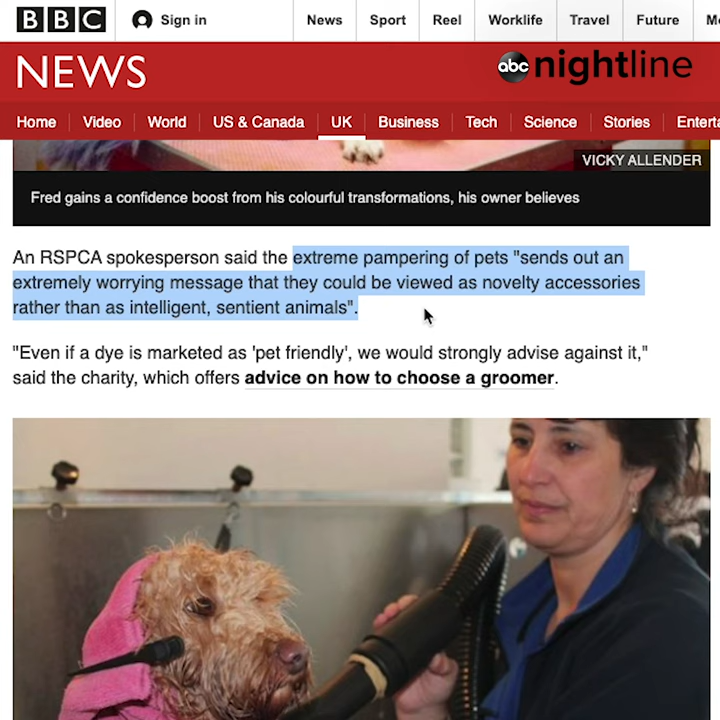 BBC Sign in News Sport Reel Worklife Travel Future
NEWS abc nightline
Home Video World US & Canada UK Business Tech Science Stories
VICKY ALLENDER
Fred gains a confidence boost from his colourful transformations, his owner believes
An RSPCA spokesperson said the extreme pampering of pets "sends out an
extremely worrying message that they could be viewed as novelty accessories
rather than as intelligent, sentient animals".
"Even if a dye is marketed as 'pet friendly', we would strongly advise against it,"
said the charity, which offers advice on how to choose a groomer.